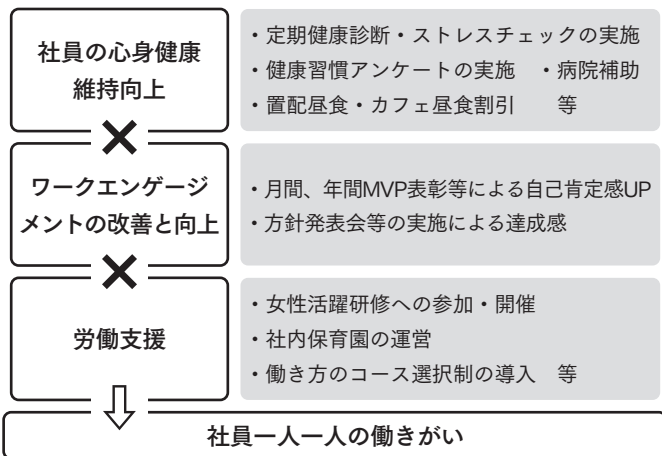 社員の心身健康
維持向上
・定期健康診断・ストレスチェックの実施
・健康習慣アンケートの実施　・病院補助
・置配昼食・カフェ昼食割引　等
ワークエンゲージ
メントの改善と向上
・月間、年間MVP表彰等による自己肯定感UP
・方針発表会等の実施による達成感
労働支援
・女性活躍研修への参加・開催
・社内保育園の運営
・働き方のコース選択制の導入　等
社員一人一人の働きがい